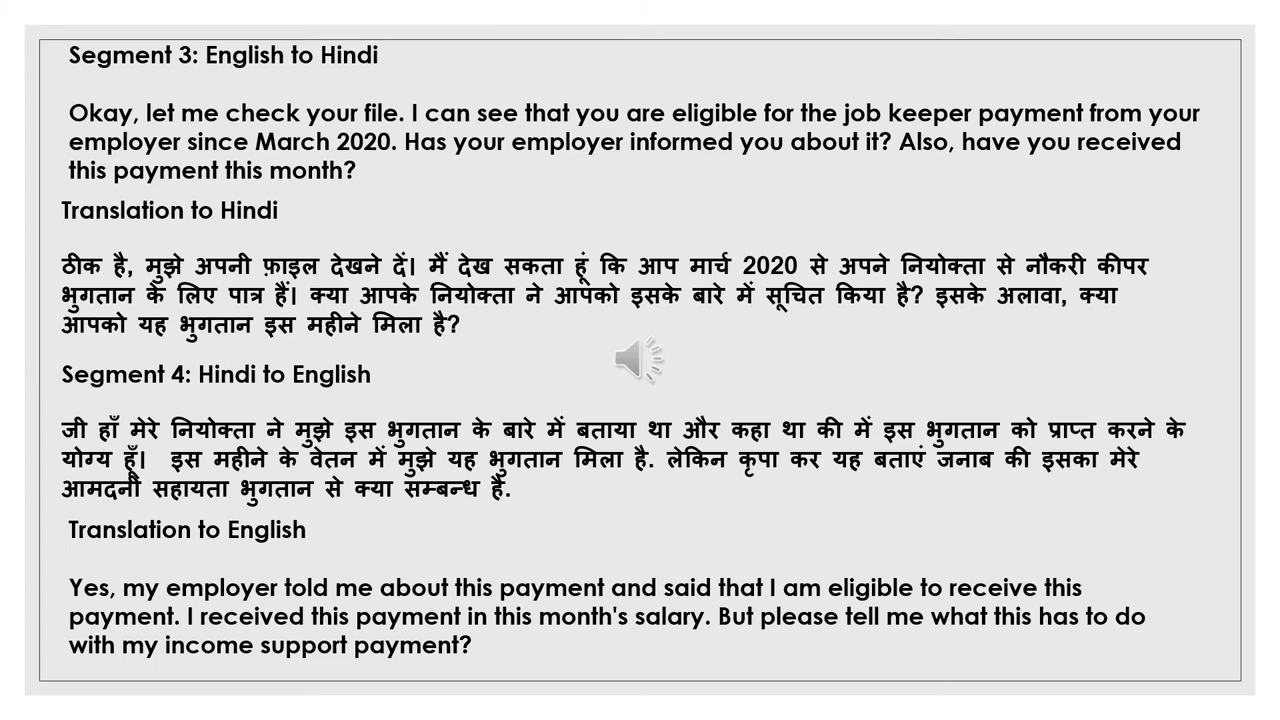 Segment 3: English to Hindi
Okay, let me check your file. I can see that you are eligible for the job keeper payment from your
employer since March 2020. Has your employer informed you about it? Also, have you received
this payment this month?
Translation to Hindi
ठीक है, मुझे अपनी फ़ाइल देखने दें। मैं देख सकता हूं कि आप मार्च 2020 से अपने नियोक्ता से नौकरी कीपर
भुगतान के लिए पात्र हैं। क्या आपके नियोक्ता ने आपको इसके बारे में सूचित किया है? इसके अलावा, क्या
आपको यह भुगतान इस महीने मिला है?
Segment 4: Hindi to English
जी हाँ मेरे नियोक्ता ने मुझे इस भुगतान के बारे में बताया था और कहा था की में इस भुगतान को प्राप्त करने के
योग्य हूँ। इस महीने के वेतन में मुझे यह भुगतान मिला है. लेकिन कृपा कर यह बताएं जनाब की इसका मेरे
आमदनी सहायता भुगतान से क्या सम्बन्ध है.
Translation to English
Yes, my employer told me about this payment and said that I am eligible to receive this
payment. I received this payment in this month's salary. But please tell me what this has to do
with my income support payment?